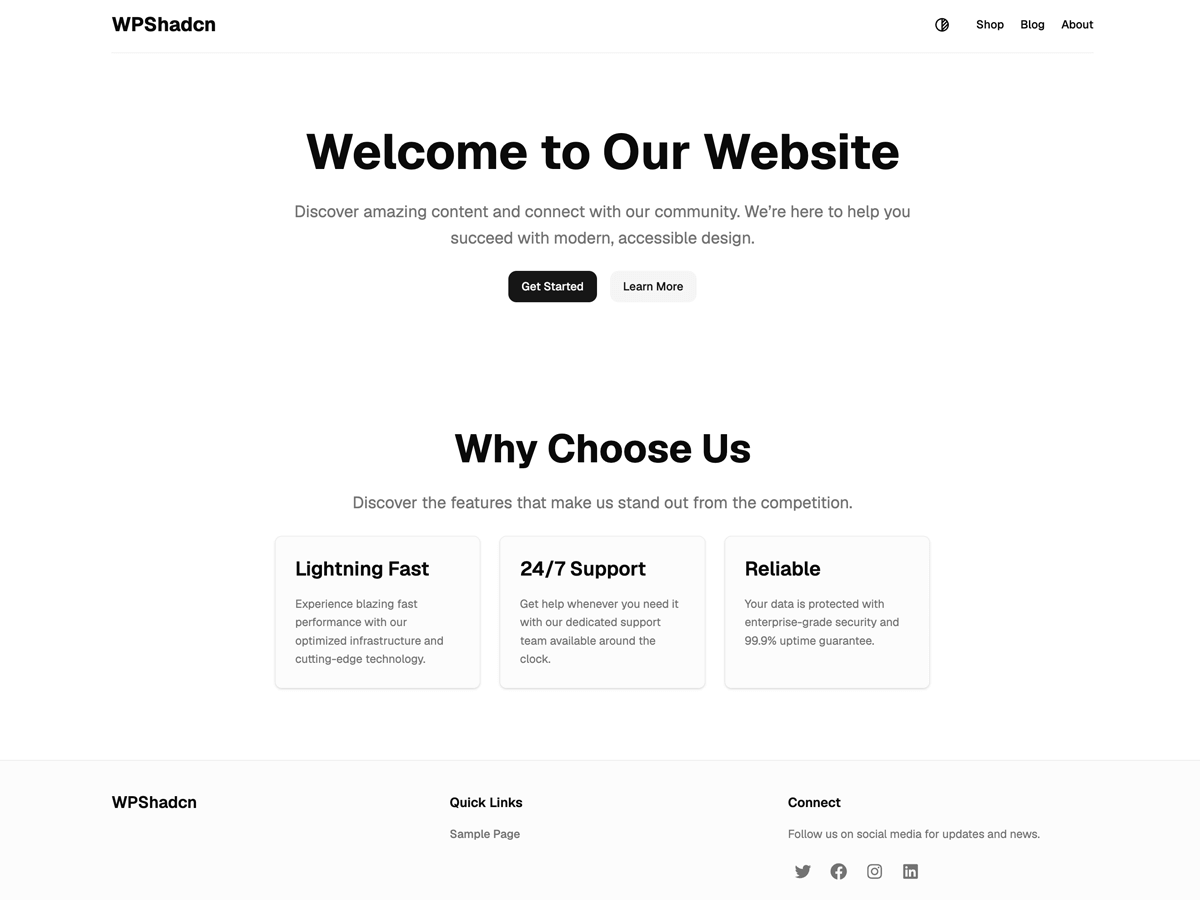 WPShadcn
Shop Blog About
Welcome to Our Website
Discover amazing content and connect with our community. We’re here to help you
succeed with modern, accessible design.
Get Started Learn More
Why Choose Us
Discover the features that make us stand out from the competition.
Lightning Fast
Experience blazing fast
performance with our
optimized infrastructure and
cutting-edge technology.
24/7 Support
Get help whenever you need it
with our dedicated support
team available around the
clock.
Reliable
Your data is protected with
enterprise-grade security and
99.9% uptime guarantee.
WPShadcn
Quick Links
Sample Page
Connect
Follow us on social media for updates and news.